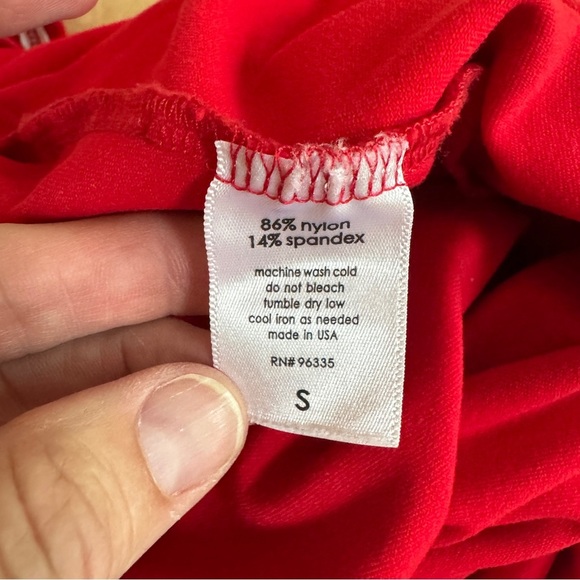 86% nylon
14% spandex
machine wash cold
do not bleach
tumble dry low
cool iron as needed
made in USA
RN# 96335
S